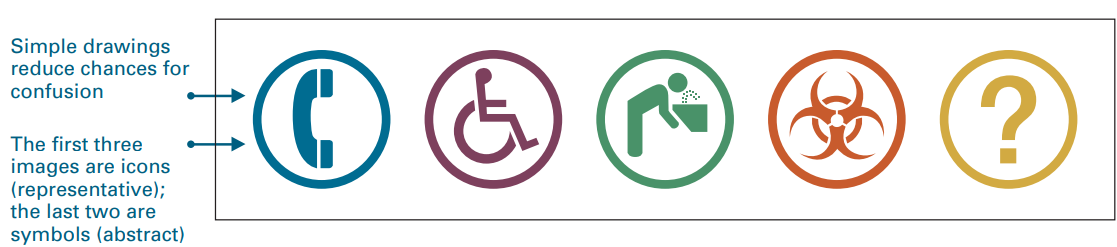 Simple drawings
reduce chances for
confusion
The first three
images are icons
(representative);
the last two are
symbols (abstract)
?